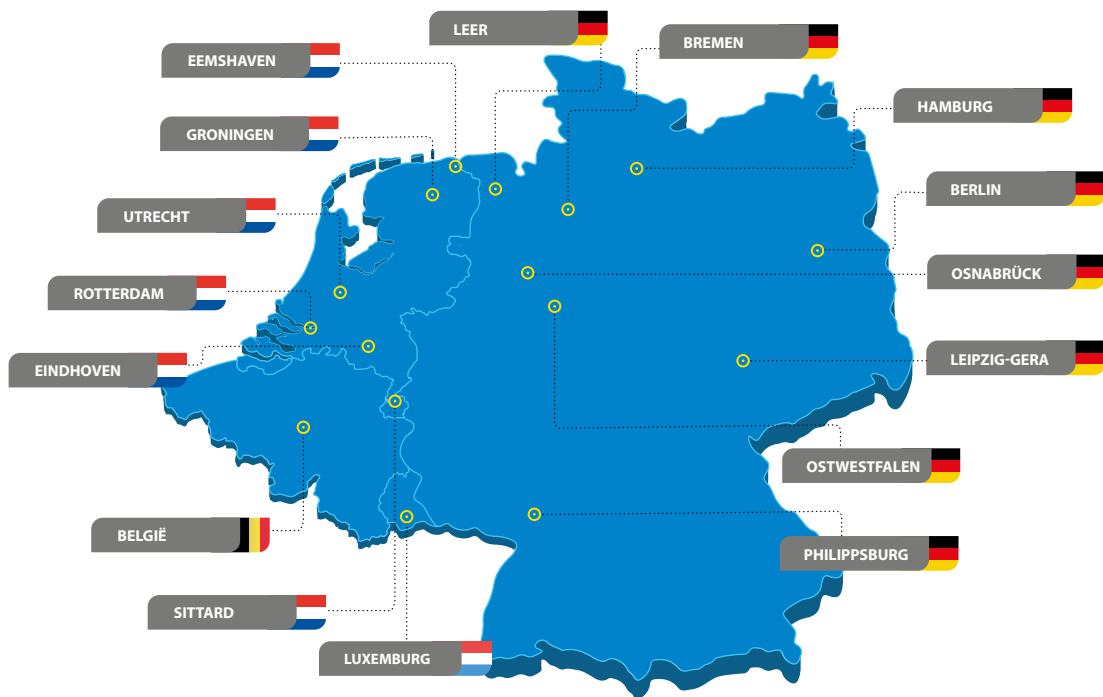 LEER
BREMEN
EEMSHAVEN
HAMBURG
GRONINGEN
BERLIN
UTRECHT
OSNABRÜCK
ROTTERDAM
LEIPZIG-GERA
EINDHOVEN
OSTWESTFALEN
BELGIË
PHILIPPSBURG
SITTARD
LUXEMBURG